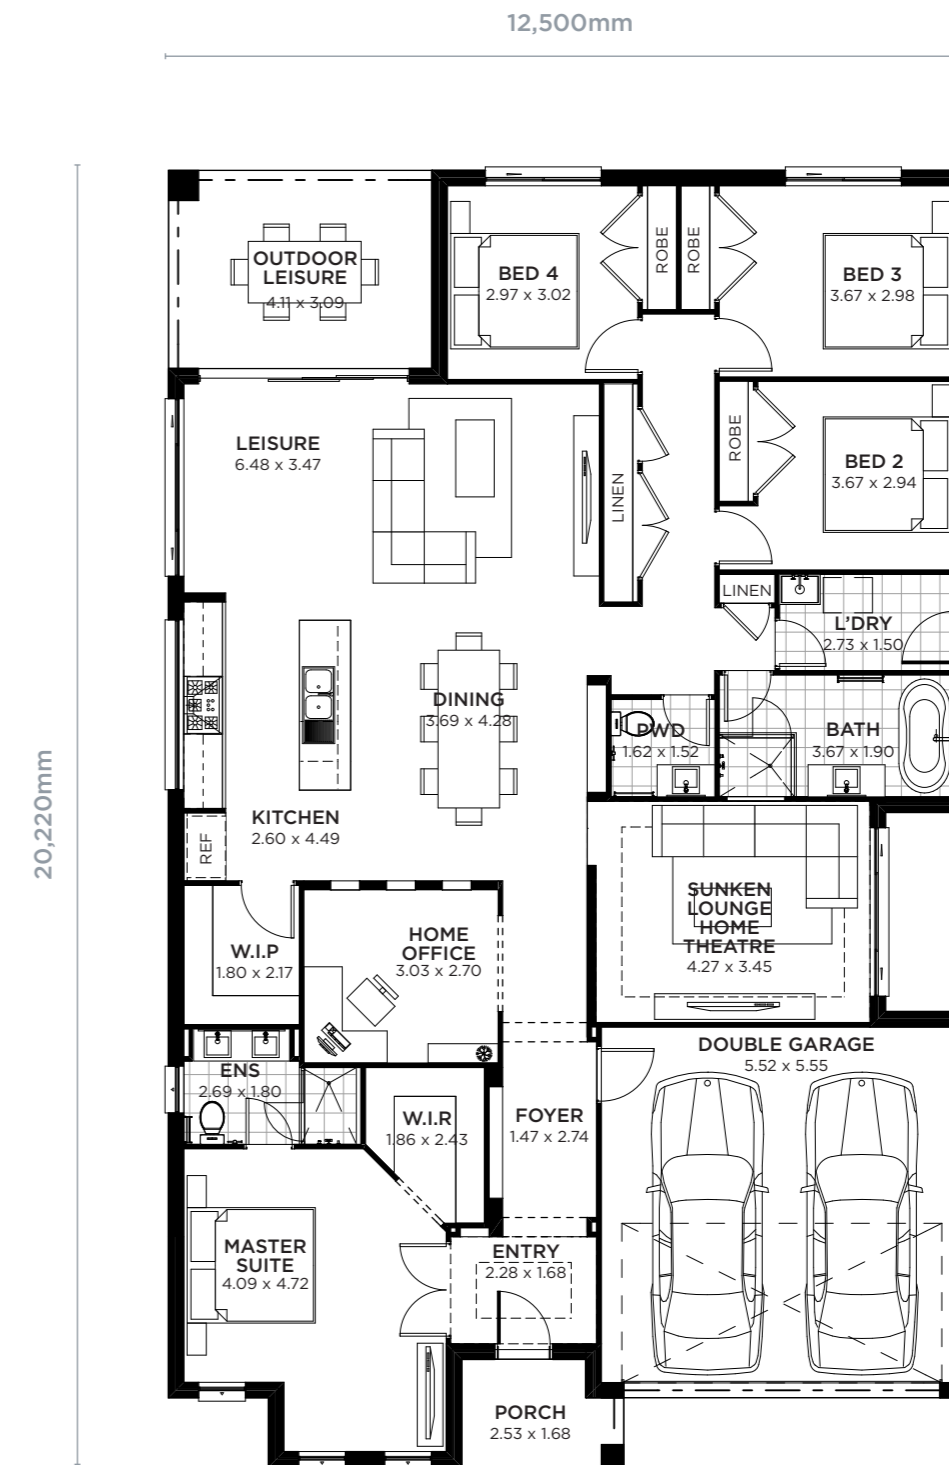 12,500mm
20,220mm
OUTDOOR
LEISURE
4.11 x 3.09
BED 4
2.97 x 3.02
ROBE
ROBE
BED 3
3.67 x 2.98
LEISURE
6.48 x 3.47
LINEN
ROBE
BED 2
3.67 x 2.94
LINEN
L'DRY
2.73 x 1.50
DINING
3.69 x 4.28
PWD
1.62 x 1.52
BATH
3.67 x 1.90
KITCHEN
2.60 x 4.49
REF
SUNKEN
LOUNGE
HOME
THEATRE
4.27 x 3.45
W.I.P
1.80 x 2.17
HOME
OFFICE
3.03 x 2.70
DOUBLE GARAGE
5.52 x 5.55
ENS
2.69 x 1.80
W.I.R
1.86 x 2.43
FOYER
1.47 x 2.74
MASTER
SUITE
4.09 x 4.72
ENTRY
2.28 x 1.68
PORCH
2.53 x 1.68